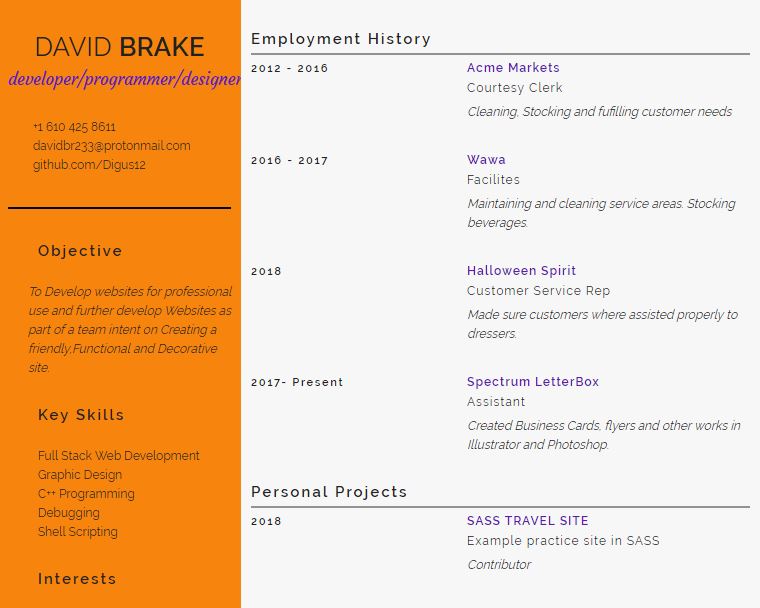 DAVID BRAKE
developer/programmer/designer
+1 610 425 8611
davidbr233@protonmail.com
github.com/Digus12
Objective
To Develop websites for professional
use and further develop Websites as
part of a team intent on Creating a
friendly,Functional and Decorative
site.
Key Skills
Full Stack Web Development
Graphic Design
C++ Programming
Debugging
Shell Scripting
Interests
Employment History
2012 - 2016
Acme Markets
Courtesy Clerk
Cleaning, Stocking and fufilling customer needs
2016 - 2017
Wawa
Facilites
Maintaining and cleaning service areas. Stocking
beverages.
2018
Halloween Spirit
Customer Service Rep
Made sure customers where assisted properly to
dressers.
2017- Present
Spectrum LetterBox
Assistant
Created Business Cards, flyers and other works in
Illustrator and Photoshop.
Personal Projects
2018
SASS TRAVEL SITE
Example practice site in SASS
Contributor